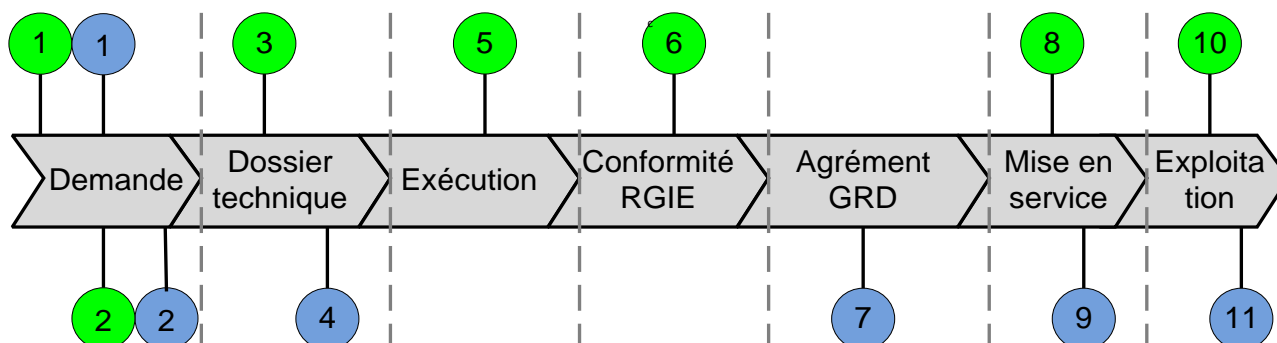 1 1 3 5 c 6 8 10
Demande
Dossier
technique
Exécution
Conformité
RGIE
Agrément
GRD
Mise en
service
Exploita
tion
2 2 4 7 9 11